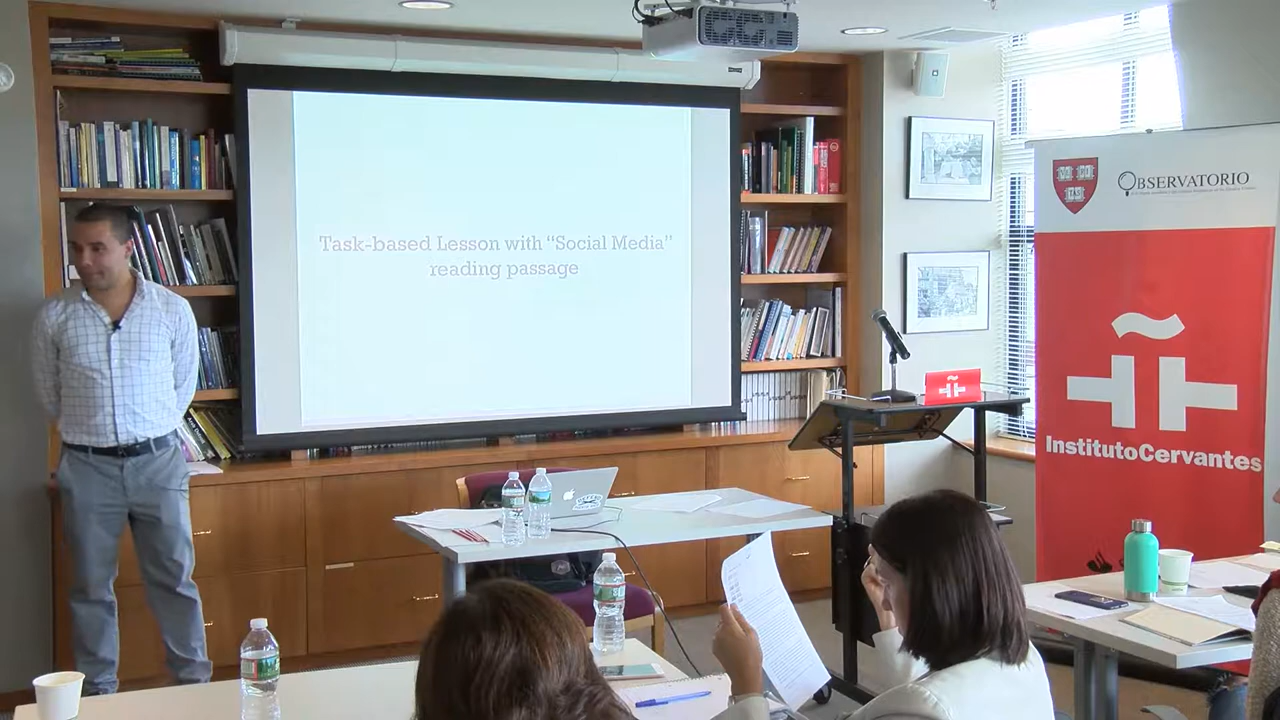 Task-based Lesson with “Social Media”
reading passage
OBSERVATORIO
InstitutoCervantes